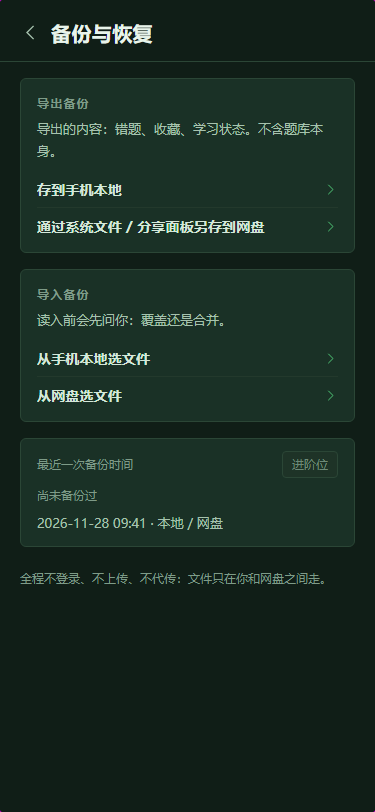 备份与恢复
导出备份
导出的内容：错题、收藏、学习状态。不含题库本
身。
存到手机本地
通过系统文件 / 分享面板另存到网盘
导入备份
读入前会先问你：覆盖还是合并。
从手机本地选文件
从网盘选文件
最近一次备份时间
进阶位
尚未备份过
2026-11-28 09:41 · 本地 / 网盘
全程不登录、不上传、不代传：文件只在你和网盘之间走。